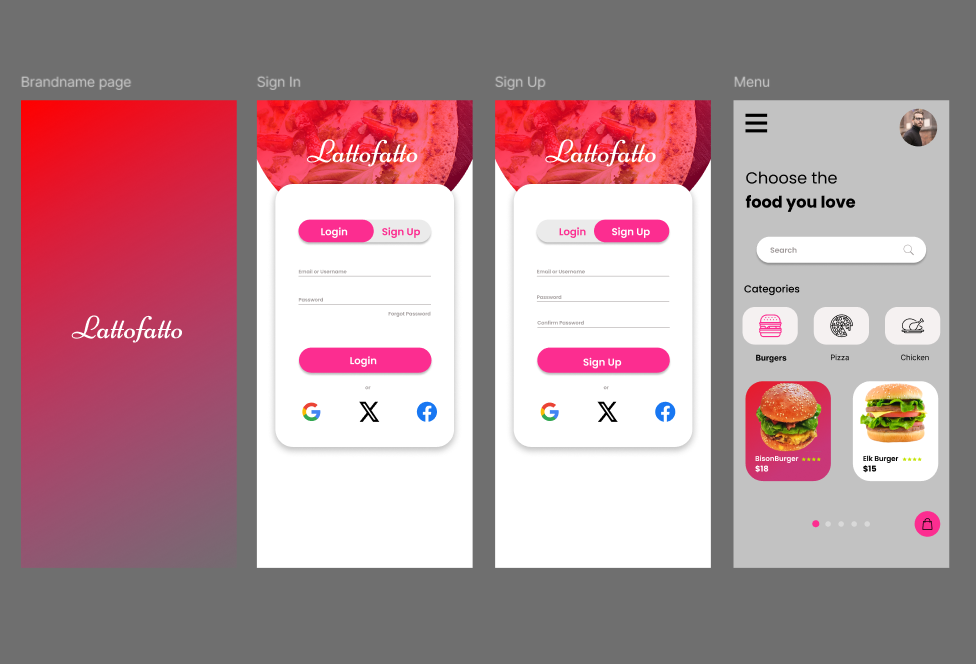 Brandname page
Lattofatto
Sign In
Lattofatto
Login Sign Up
Email or Username
Password
Forgot Password
Login
or
Sign Up
Lattofatto
Login Sign Up
Email or Username
Password
Confirm Password
Sign Up
or
Menu
Choose the
food you love
Search
Categories
Burgers Pizza Chicken
BisonBurger
$18
Elk Burger
$15